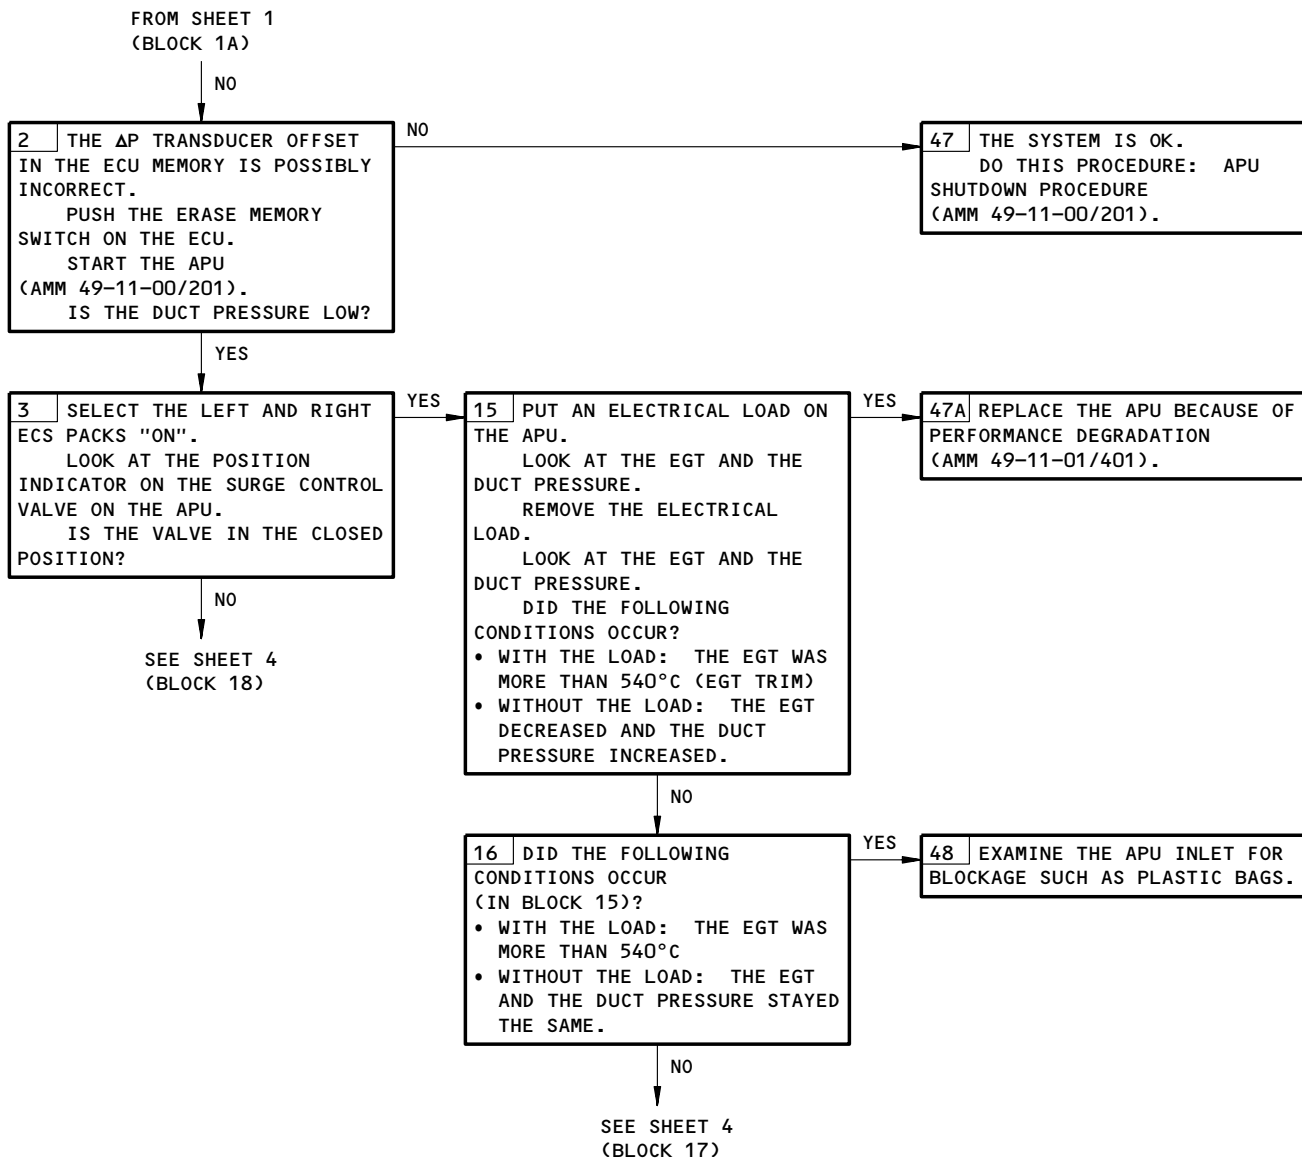 FROM SHEET 1
(BLOCK 1A)
NO
2 THE ΔP TRANSDUCER OFFSET
IN THE ECU MEMORY IS POSSIBLY
INCORRECT.
PUSH THE ERASE MEMORY
SWITCH ON THE ECU.
START THE APU
(AMM 49-11-00/201).
IS THE DUCT PRESSURE LOW?
NO
47 THE SYSTEM IS OK.
DO THIS PROCEDURE: APU
SHUTDOWN PROCEDURE
(AMM 49-11-00/201).
YES
3 SELECT THE LEFT AND RIGHT
ECS PACKS "ON".
LOOK AT THE POSITION
INDICATOR ON THE SURGE CONTROL
VALVE ON THE APU.
IS THE VALVE IN THE CLOSED
POSITION?
NO
SEE SHEET 4
(BLOCK 18)
YES
15 PUT AN ELECTRICAL LOAD ON
THE APU.
LOOK AT THE EGT AND THE
DUCT PRESSURE.
REMOVE THE ELECTRICAL
LOAD.
LOOK AT THE EGT AND THE
DUCT PRESSURE.
DID THE FOLLOWING
CONDITIONS OCCUR?
• WITH THE LOAD: THE EGT WAS
MORE THAN 540°C (EGT TRIM)
• WITHOUT THE LOAD: THE EGT
DECREASED AND THE DUCT
PRESSURE INCREASED.
YES
47A REPLACE THE APU BECAUSE OF
PERFORMANCE DEGRADATION
(AMM 49-11-01/401).
NO
16 DID THE FOLLOWING
CONDITIONS OCCUR
(IN BLOCK 15)?
• WITH THE LOAD: THE EGT WAS
MORE THAN 540°C
• WITHOUT THE LOAD: THE EGT
AND THE DUCT PRESSURE STAYED
THE SAME.
YES
48 EXAMINE THE APU INLET FOR
BLOCKAGE SUCH AS PLASTIC BAGS.
NO
SEE SHEET 4
(BLOCK 17)